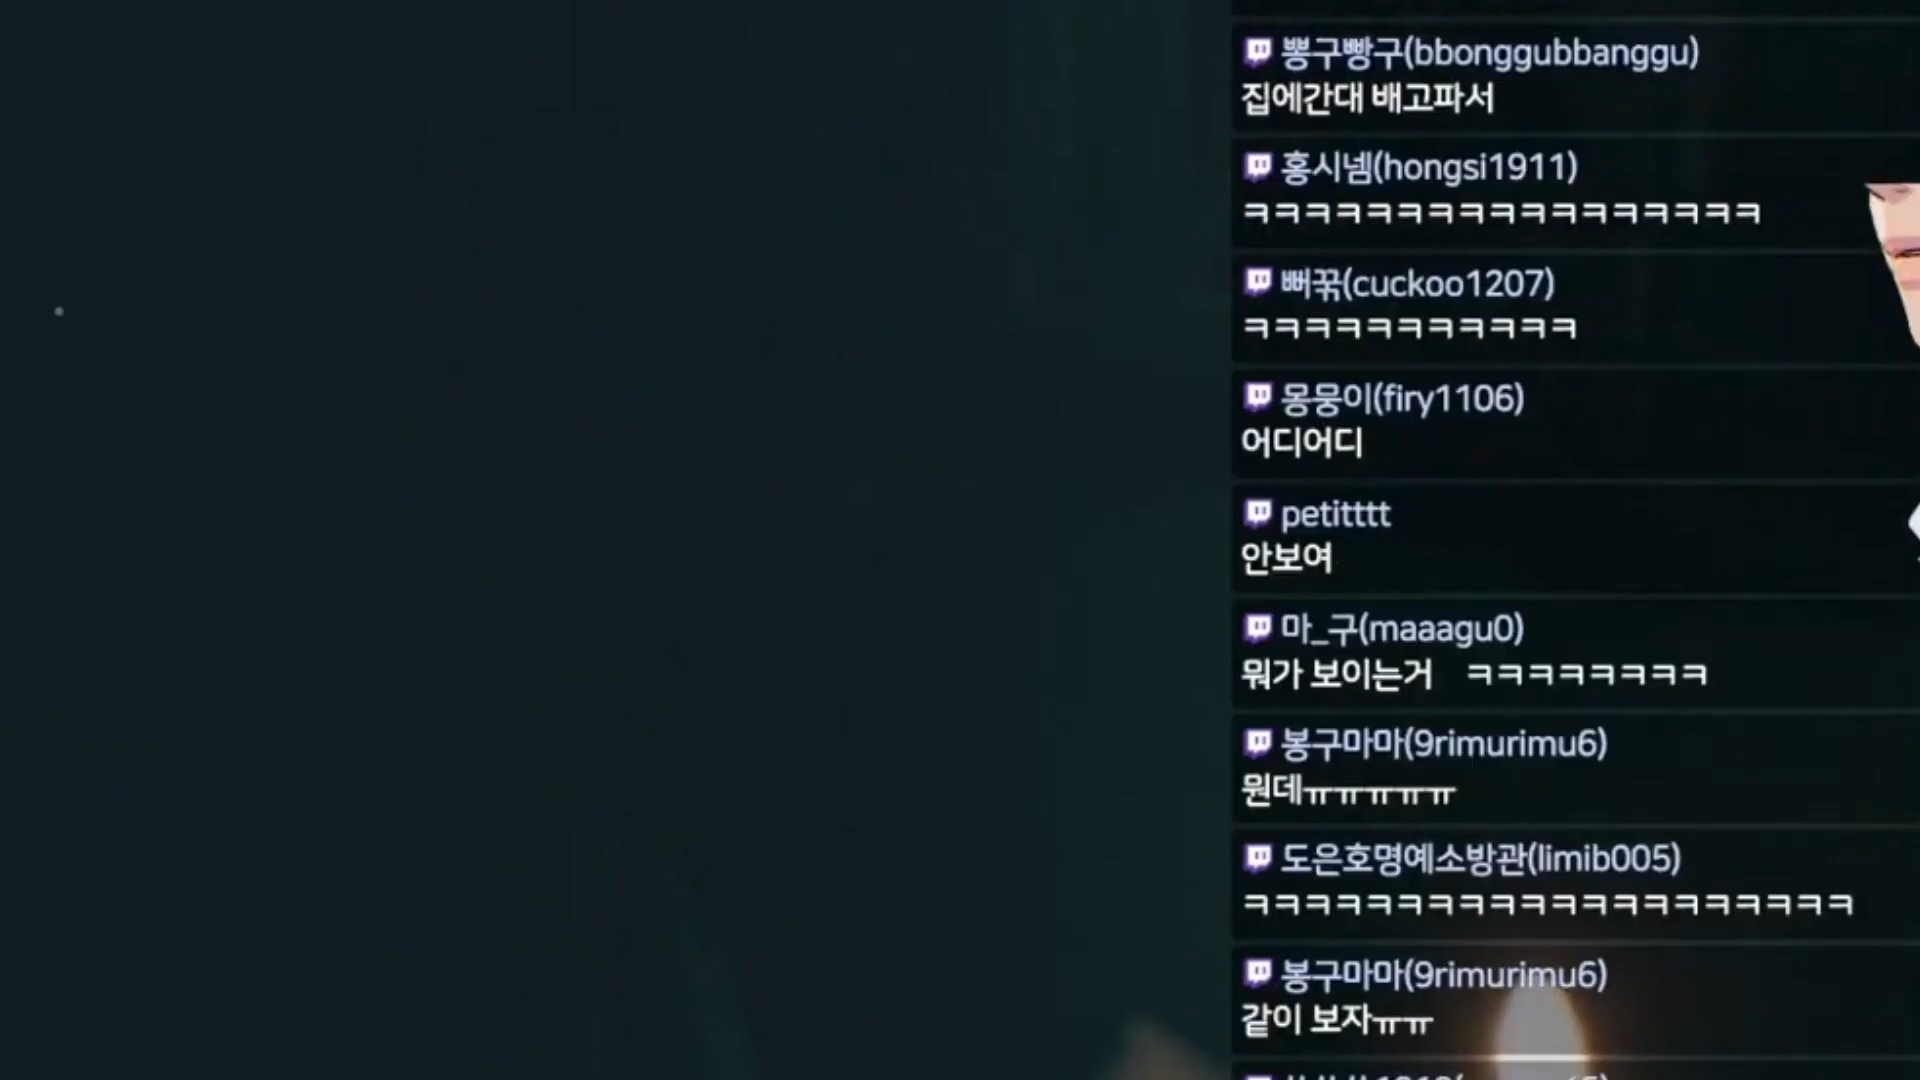 뽕구빵구(bbonggubbanggu)
집에간대 배고파서
홍시넴(hongsi1911)
ㅋㅋㅋㅋㅋㅋㅋㅋㅋㅋㅋㅋㅋㅋㅋㅋㅋ
뻐꾺(cuckoo1207)
ㅋㅋㅋㅋㅋㅋㅋㅋㅋㅋㅋ
몽뭉이(firy1106)
어디어디
petitttt
안보여
마_구(maaagu0)
뭐가 보이는거 ㅋㅋㅋㅋㅋㅋㅋㅋ
봉구마마(9rimurimu6)
뭔데ㅠㅠㅠㅠㅠ
도은호명예소방관(limib005)
ㅋㅋㅋㅋㅋㅋㅋㅋㅋㅋㅋㅋㅋㅋㅋㅋㅋㅋㅋㅋ
봉구마마(9rimurimu6)
같이 보자ㅠㅠ